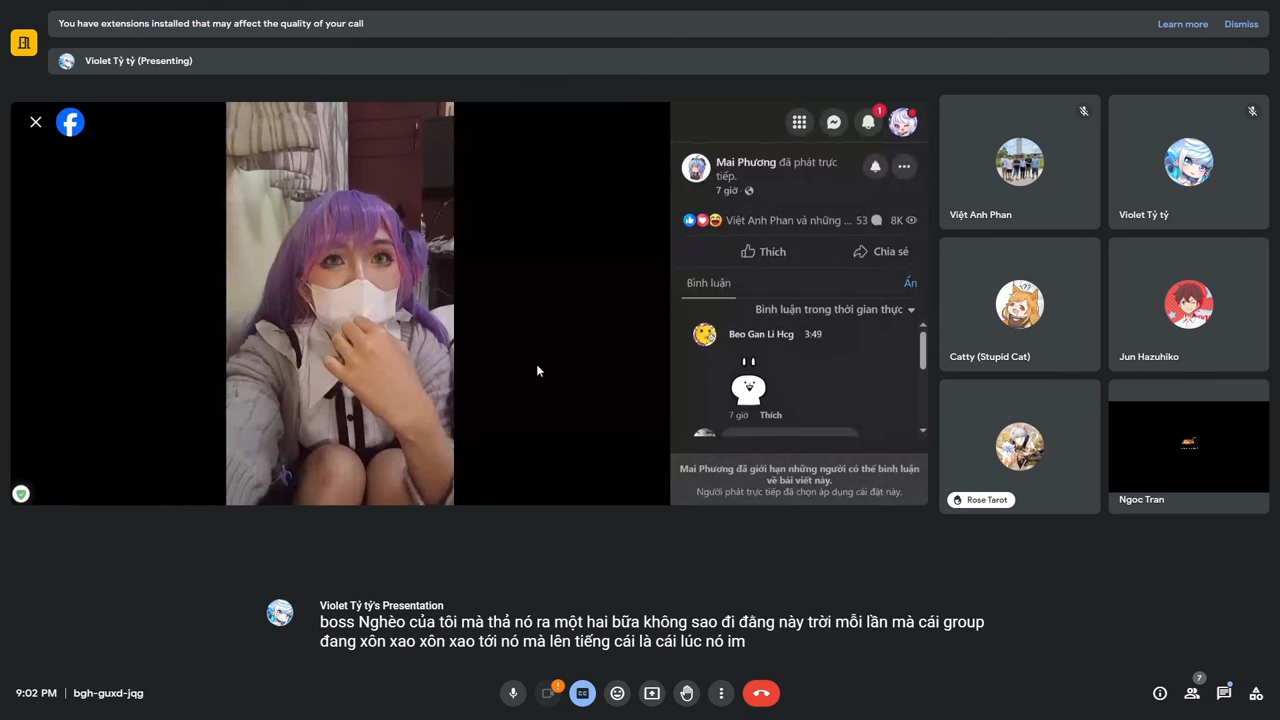 You have extensions installed that may affect the quality of your call
Learn more
Dismiss
Violet Tỷ tỷ (Presenting)
1
Mai Phương đã phát trực
tiếp.
7 giờ
Việt Anh Phan và những ... 53
8K
Thích
Chia sẻ
Bình luận
Ẩn
Bình luận trong thời gian thực
Beo Gan Li Hcg 3:49
7 giờ Thích
Mai Phương đã giới hạn những người có thể bình luận
về bài viết này.
Người phát trực tiếp đã chọn áp dụng cài đặt này.
Việt Anh Phan
Violet Tỷ tỷ
Catty (Stupid Cat)
Jun Hazuhiko
Rose Tarot
Ngoc Tran
Violet Tỷ tỷ's Presentation
boss Nghèo của tôi mà thả nó ra một hai bữa không sao đi đằng này trời mỗi lần mà cái group
đang xôn xao xôn xao tới nó mà lên tiếng cái là cái lúc nó im
9:02 PM | bgh-guxd-jqg
7